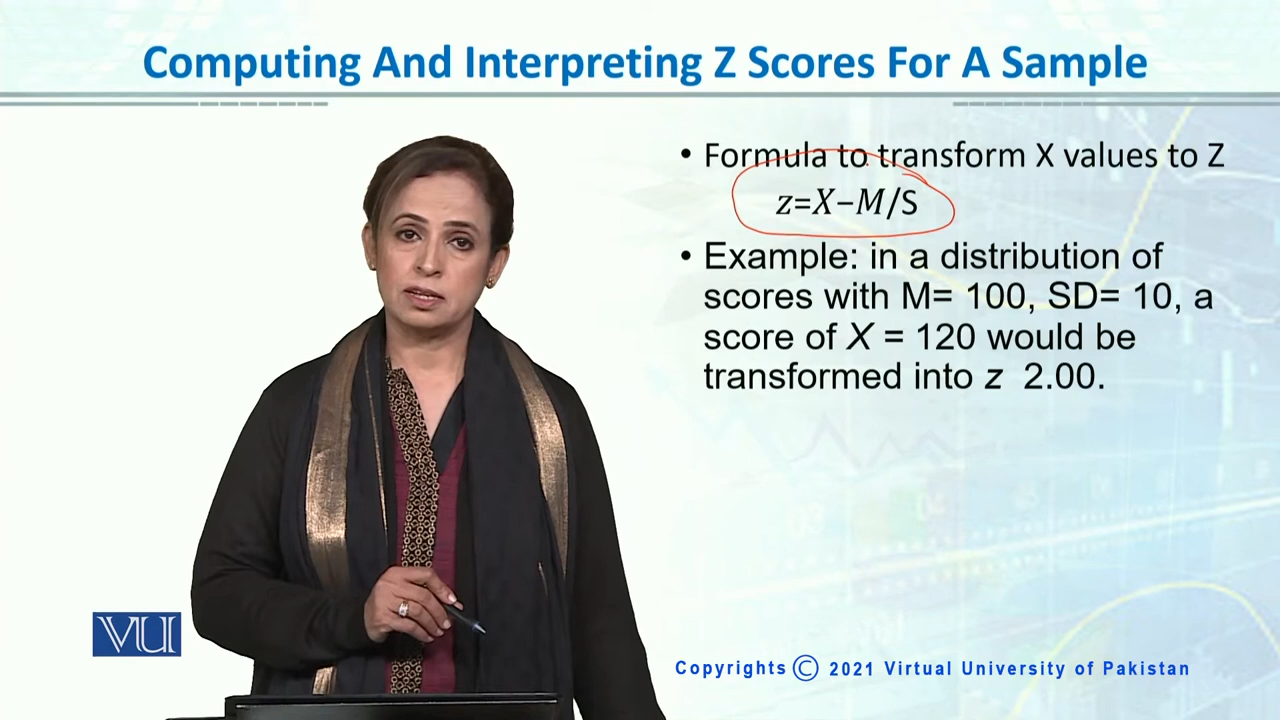 Computing And Interpreting Z Scores For A Sample
• Formula to transform X values to Z
z=X−M/S
• Example: in a distribution of
scores with M= 100, SD= 10, a
score of X = 120 would be
transformed into z 2.00.
VU
Copyrights © 2021 Virtual University of Pakistan